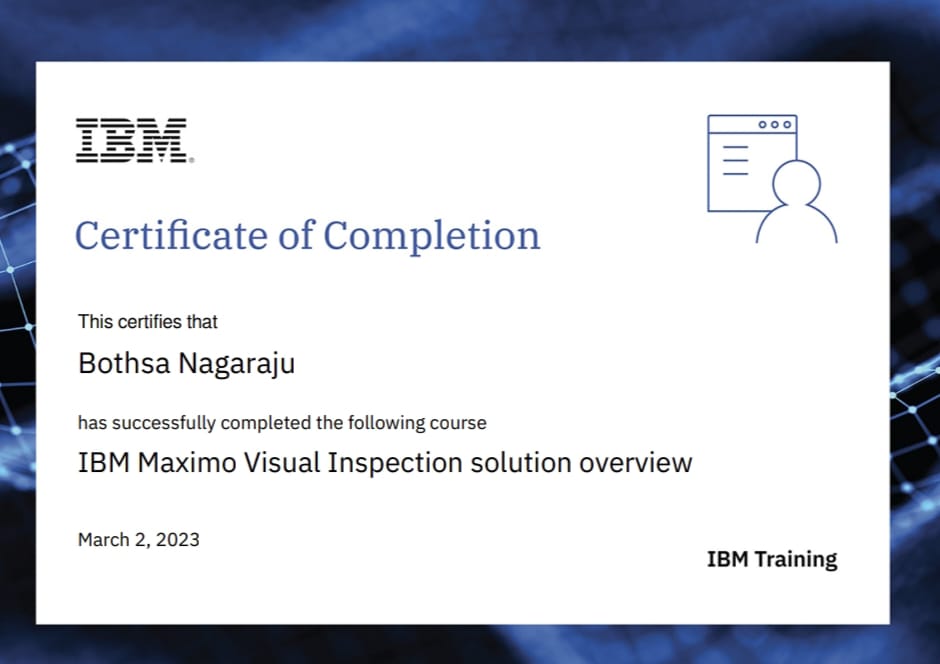 IBM®
Certificate of Completion
This certifies that
Bothsa Nagaraju
has successfully completed the following course
IBM Maximo Visual Inspection solution overview
March 2, 2023
IBM Training